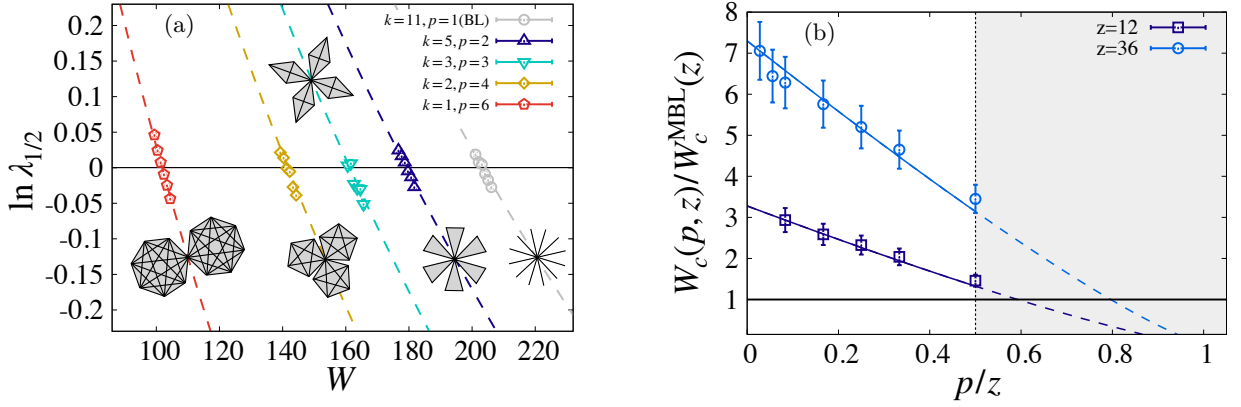 (a)
k=11, p=1(BL)
k=5, p=2
k=3, p=3
k=2, p=4
k=1, p=6
0.2
0.15
0.1
0.05
0
-0.05
-0.1
-0.15
-0.2
ln λ1/2
100 120 140 160 180 200 220
W
(b)
z=12
z=36
8
7
6
5
4
3
2
1
0
Wc(p, z)/WcMBL(z)
0 0.2 0.4 0.6 0.8 1
p/z